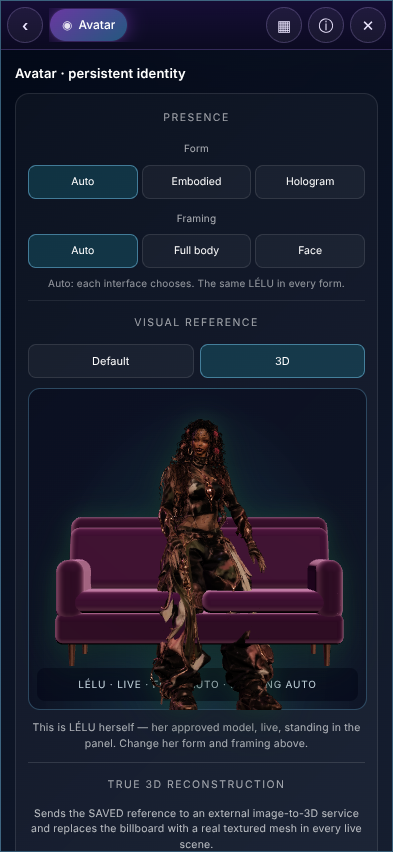 Avatar
Avatar · persistent identity
PRESENCE
Form
Auto
Embodied
Hologram
Framing
Auto
Full body
Face
Auto: each interface chooses. The same LÉLU in every form.
VISUAL REFERENCE
Default
3D
LÉLU · LIVE · AUTO · NG AUTO
This is LÉLU herself — her approved model, live, standing in the
panel. Change her form and framing above.
TRUE 3D RECONSTRUCTION
Sends the SAVED reference to an external image-to-3D service
and replaces the billboard with a real textured mesh in every live
scene.